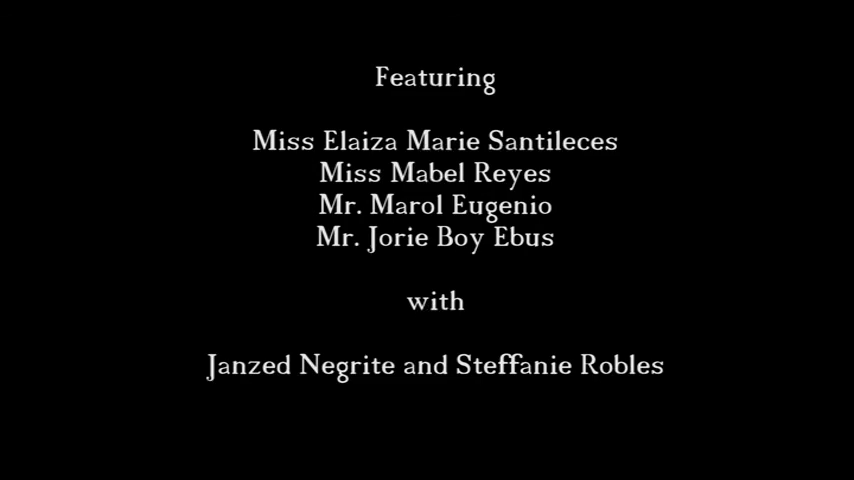 Featuring
Miss Elaiza Marie Santileces
Miss Mabel Reyes
Mr. Marol Eugenio
Mr. Jorie Boy Ebus
with
Janzed Negrite and Steffanie Robles